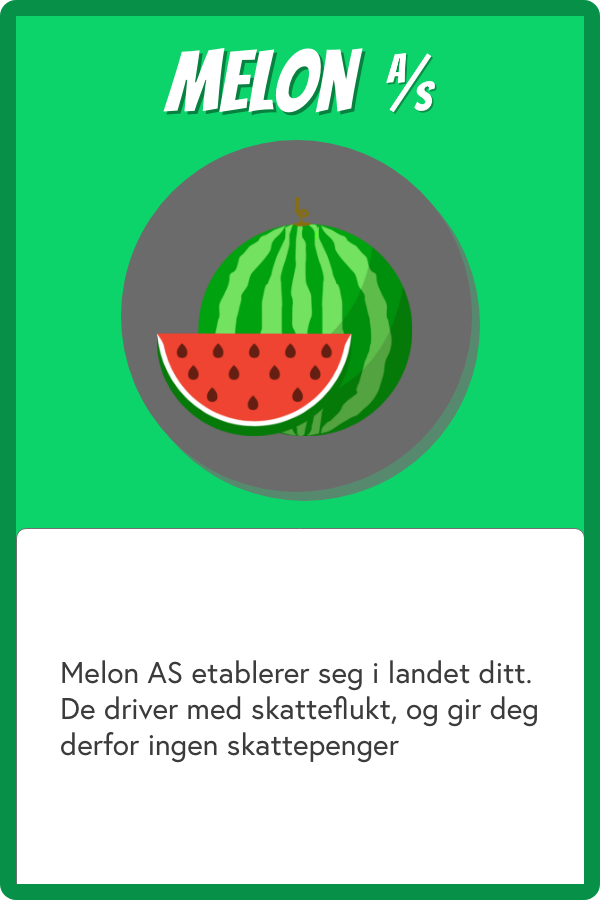 MELON A/S
Melon AS etablerer seg i landet ditt.
De driver med skatteflukt, og gir deg
derfor ingen skattepenger